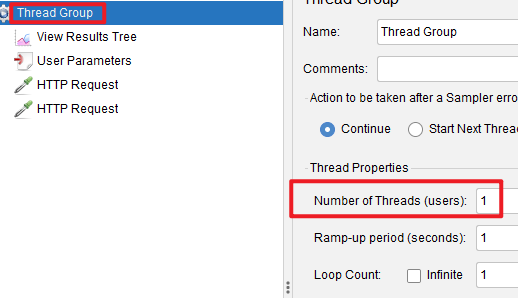 Thread Group
View Results Tree
User Parameters
HTTP Request
HTTP Request
Thread Group
Name: Thread Group
Comments:
Action to be taken after a Sampler erro
Continue Start Next Threa
Thread Properties
Number of Threads (users): 1
Ramp-up period (seconds): 1
Loop Count: Infinite 1